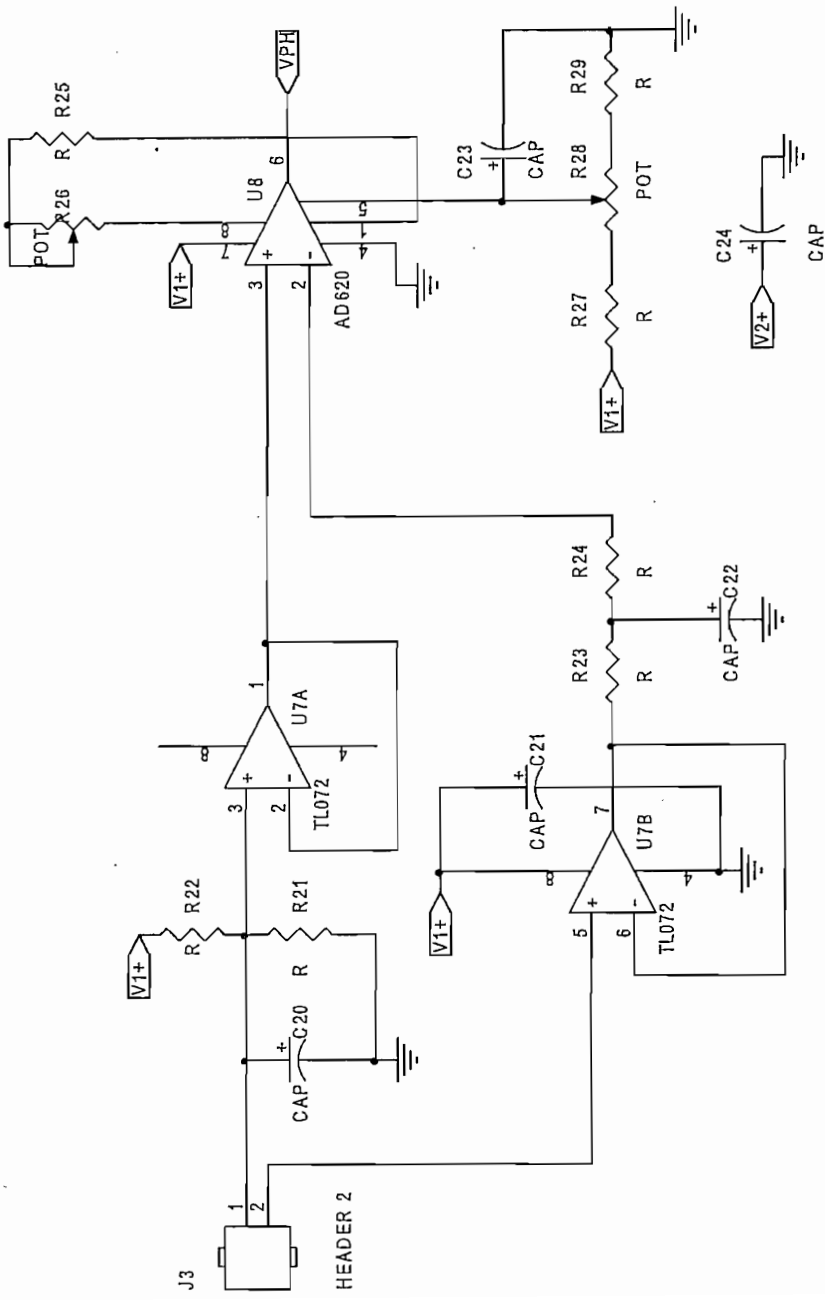 J3
HEADER 2
1
2
CAP
C20
V1+
R22
R
R21
R
3
2
+
-
8
4
1
U7A
TL072
V1+
5
6
+
-
8
4
7
U7B
TL072
CAP
C21
R23
R
R24
R
CAP
C22
3
2
+
-
V1+
7
8
4
1
5
6
U8
AD620
POT
R26
R
R25
VPH
C23
CAP
V1+
R27
R
R28
POT
R29
R
V2+
C24
CAP
+
+
+
+
+